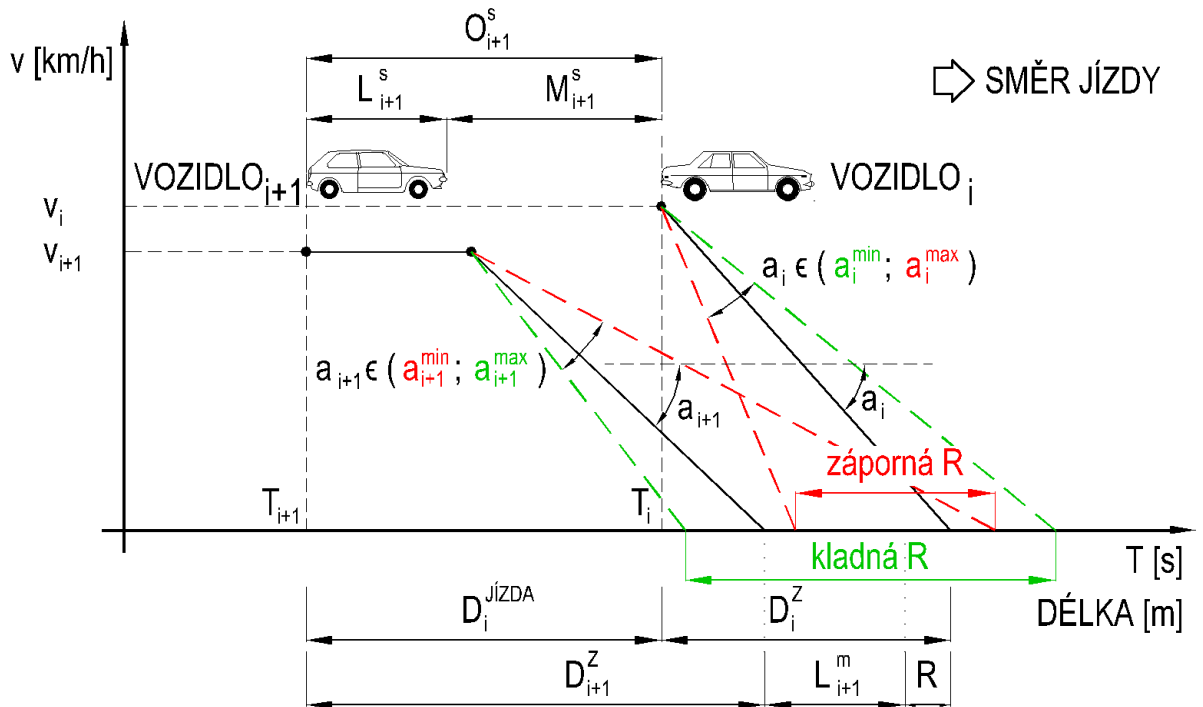 O^s_{i+1}
v [km/h]
L^s_{i+1} M^s_{i+1}
SMĚR JÍZDY
VOZIDLO_{i+1} VOZIDLO_i
v_i
v_{i+1}
a_i ϵ ( a_i^{min} ; a_i^{max} )
a_{i+1} ϵ ( a_{i+1}^{min} ; a_{i+1}^{max} )
a_{i+1} a_i
záporná R
T_{i+1} T_i
kladná R
T [s]
D_i^{JÍZDA} D_i^Z DÉLKA [m]
D_{i+1}^Z L_{i+1}^m R